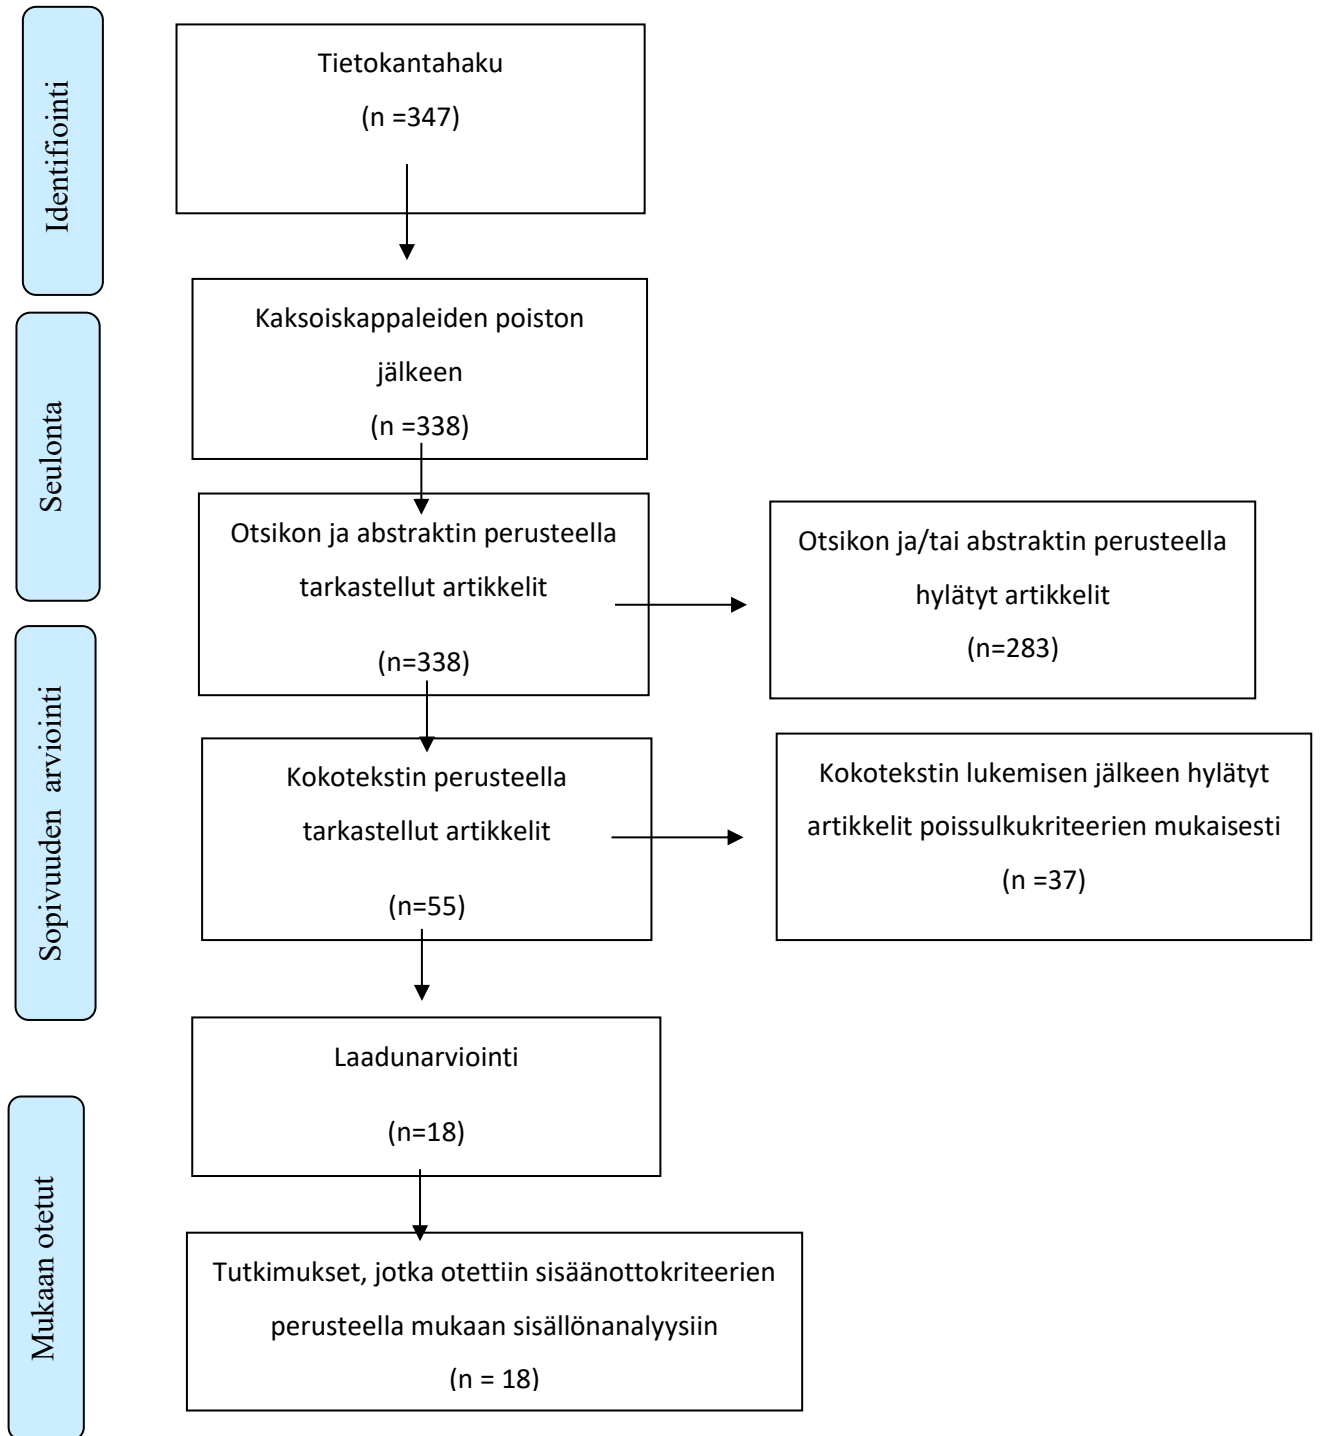 Identifiointi
Tietokantahaku
(n =347)
Seulonta
Kaksoiskappaleiden poiston
jälkeen
(n =338)
Otsikon ja abstraktin perusteella
tarkastellut artikkelit
(n=338)
Otsikon ja/tai abstraktin perusteella
hylätyt artikkelit
(n=283)
Sopivuuden arviointi
Kokotekstin perusteella
tarkastellut artikkelit
(n=55)
Kokotekstin lukemisen jälkeen hylätyt
artikkelit poissulkukriteerien mukaisesti
(n =37)
Laadunarviointi
(n=18)
Mukaan otetut
Tutkimukset, jotka otettiin sisäänottokriteerien
perusteella mukaan sisällönanalyysiin
(n = 18)